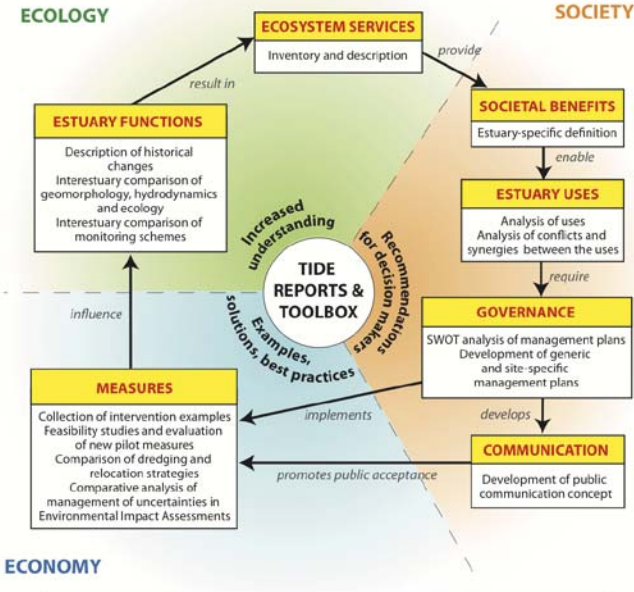 ECOLOGY
SOCIETY
ECOSYSTEM SERVICES
Inventory and description
provide
result in
SOCIETAL BENEFITS
Estuary-specific definition
enable
ESTUARY FUNCTIONS
Description of historical
changes
Interestuary comparison of
geomorphology, hydrodynamics
and ecology
Interestuary comparison of
monitoring schemes
ESTUARY USES
Analysis of uses
Analysis of conflicts and
synergies between the uses
require
Increased
understanding
Recommendations
for decision makers
Examples,
solutions, best practices
TIDE
REPORTS &
TOOLBOX
influence
GOVERNANCE
SWOT analysis of management plans
Development of generic
and site-specific
management plans
implements
develops
MEASURES
Collection of intervention examples
Feasibility studies and evaluation
of new pilot measures
Comparison of dredging and
relocation strategies
Comparative analysis of
management of uncertainties in
Environmental Impact Assessments
promotes public acceptance
COMMUNICATION
Development of public
communication concept
ECONOMY